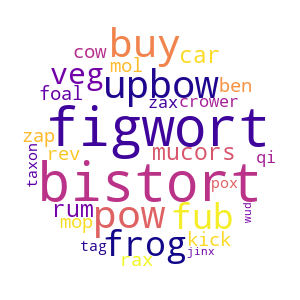 buy
cow
car
mol
veg
upbow
ben
foal
zax
crower
figwort
zap
rev
mucors
qi
taxon
bistort
pox
rum
pow
fub
mop
frog
kick
wud
tag
rax
jinx